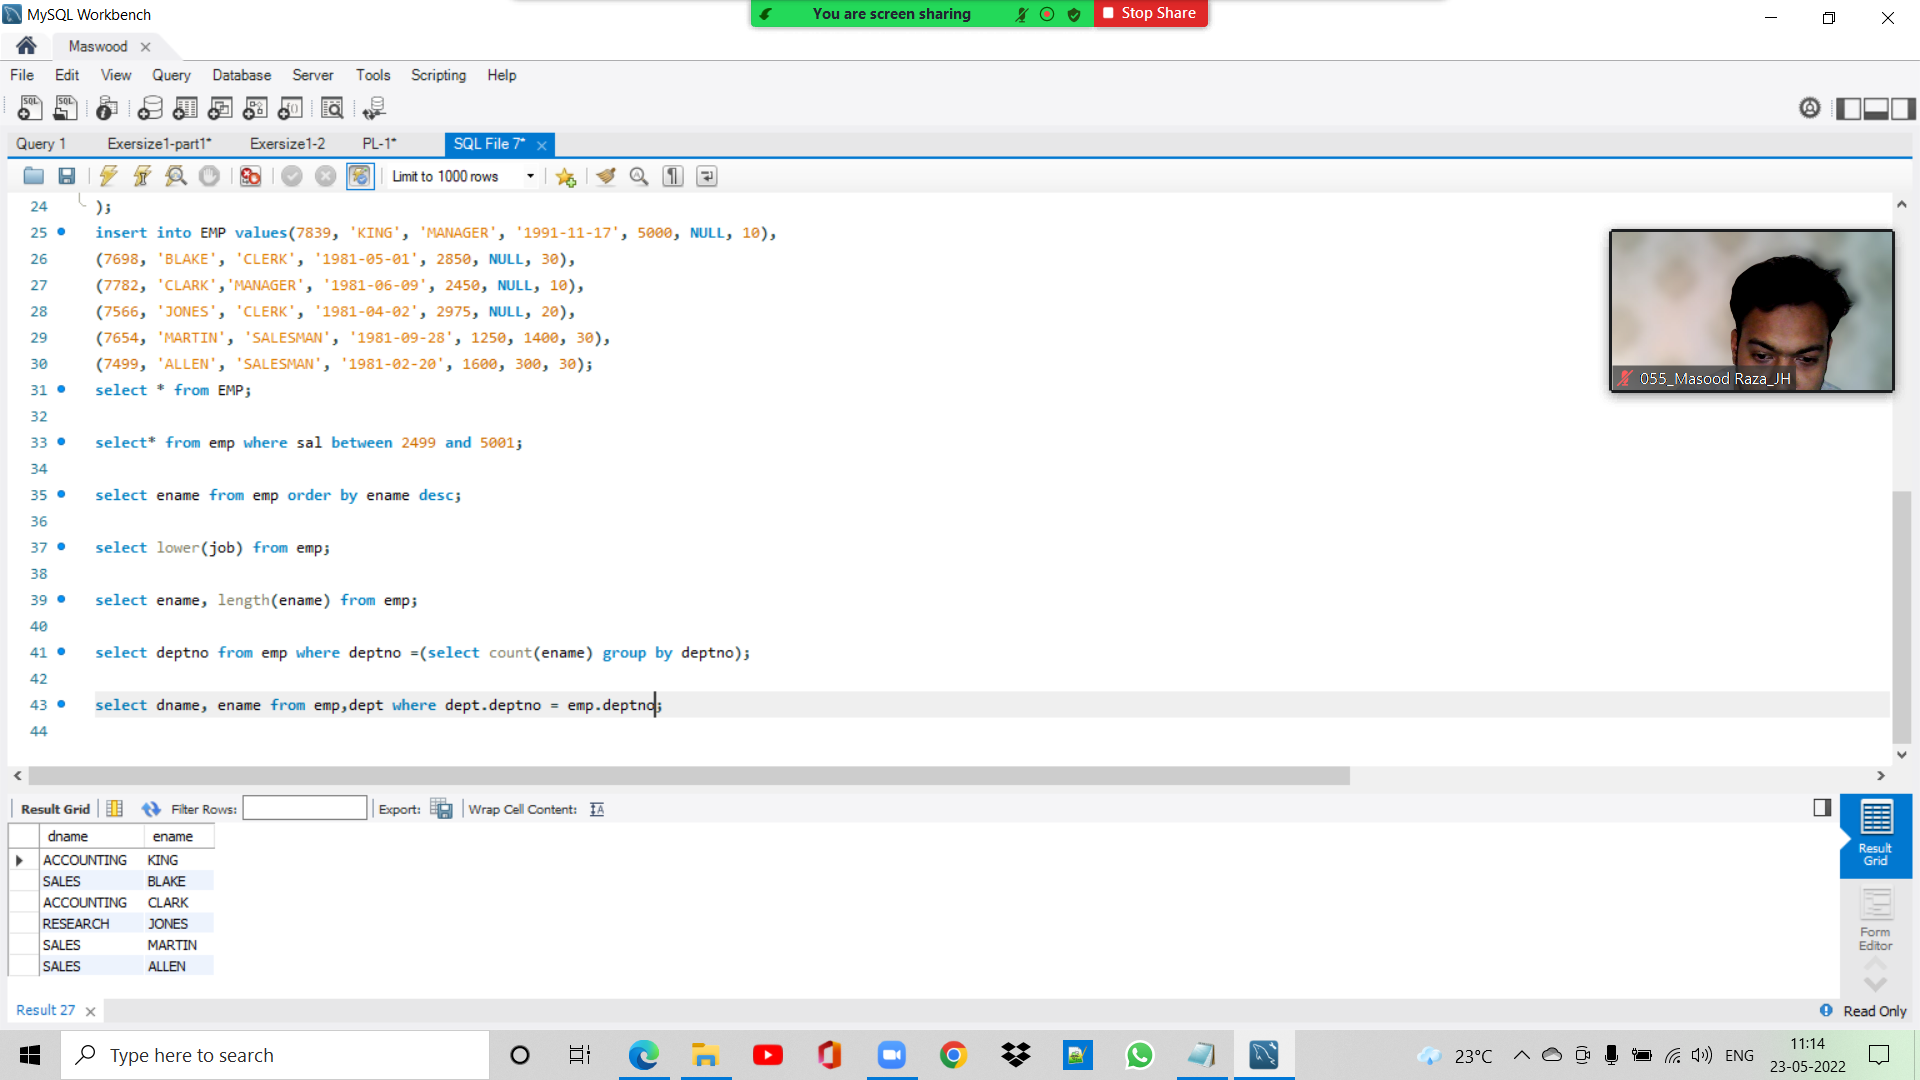 MySQL Workbench
You are screen sharing
Stop Share
Maswood
File Edit View Query Database Server Tools Scripting Help
Query 1 Exersize1-part1* Exersize1-2 PL-1* SQL File 7*
Limit to 1000 rows
24 );
25 insert into EMP values(7839, 'KING', 'MANAGER', '1991-11-17', 5000, NULL, 10),
26 (7698, 'BLAKE', 'CLERK', '1981-05-01', 2850, NULL, 30),
27 (7782, 'CLARK','MANAGER', '1981-06-09', 2450, NULL, 10),
28 (7566, 'JONES', 'CLERK', '1981-04-02', 2975, NULL, 20),
29 (7654, 'MARTIN', 'SALESMAN', '1981-09-28', 1250, 1400, 30),
30 (7499, 'ALLEN', 'SALESMAN', '1981-02-20', 1600, 300, 30);
31 select * from EMP;
32
33 select* from emp where sal between 2499 and 5001;
34
35 select ename from emp order by ename desc;
36
37 select lower(job) from emp;
38
39 select ename, length(ename) from emp;
40
41 select deptno from emp where deptno =(select count(ename) group by deptno);
42
43 select dname, ename from emp,dept where dept.deptno = emp.deptno;
44
055_Masood Raza_JH
Result Grid Filter Rows: Export: Wrap Cell Content:
dname ename
ACCOUNTING KING
SALES BLAKE
ACCOUNTING CLARK
RESEARCH JONES
SALES MARTIN
SALES ALLEN
Result
Grid
Form
Editor
Result 27
Read Only
Type here to search
23°C
ENG
11:14
23-05-2022